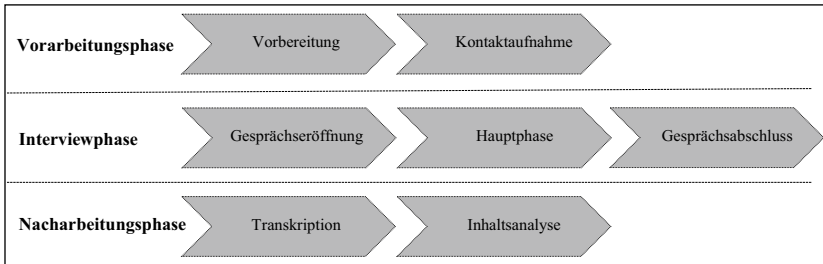 Vorarbeitungsphase Vorbereitung Kontaktaufnahme
Interviewphase Gesprächseröffnung Hauptphase Gesprächsabschluss
Nacharbeitungsphase Transkription Inhaltsanalyse